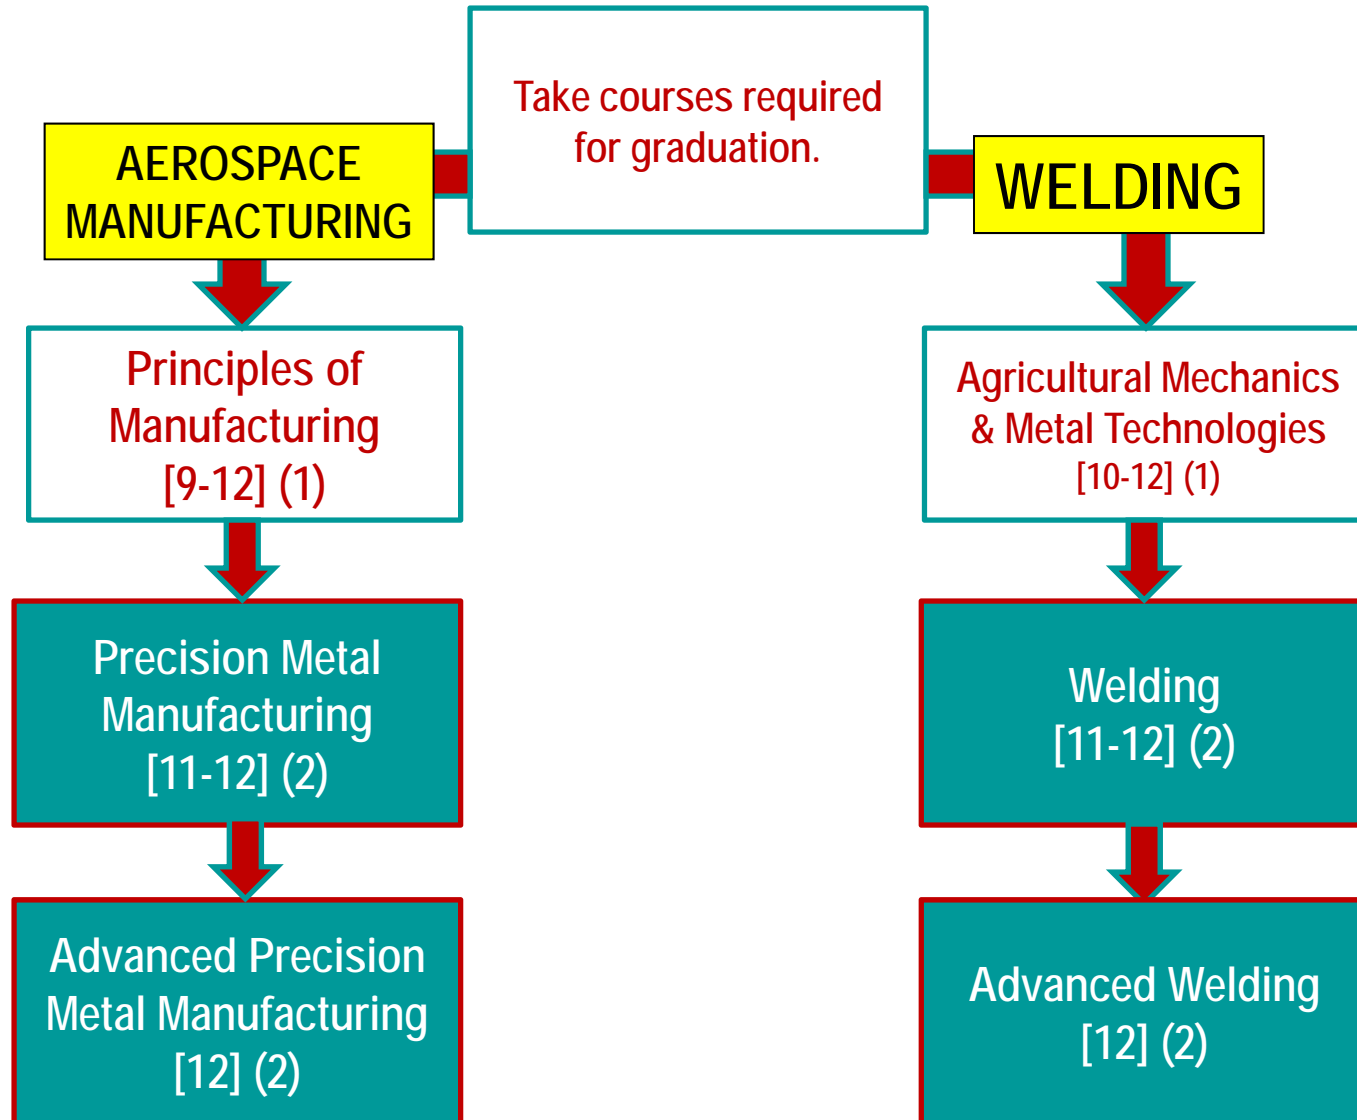 Take courses required
for graduation.
AEROSPACE
MANUFACTURING
WELDING
Principles of
Manufacturing
[9-12] (1)
Agricultural Mechanics
& Metal Technologies
[10-12] (1)
Precision Metal
Manufacturing
[11-12] (2)
Welding
[11-12] (2)
Advanced Precision
Metal Manufacturing
[12] (2)
Advanced Welding
[12] (2)